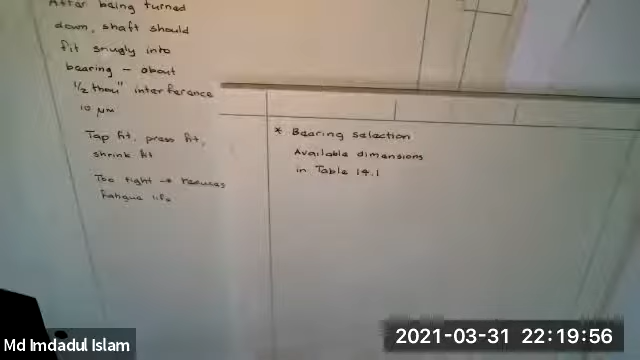 After being turned
down, shaft should
fit snugly into
bearing – about
1/2 thou" interference
10 μm
Tap fit, press fit,
shrink fit
Too tight → reduces
fatigue life
* Bearing selection
Available dimensions
in Table 14.1
Md Imdadul Islam
2021-03-31 22:19:56